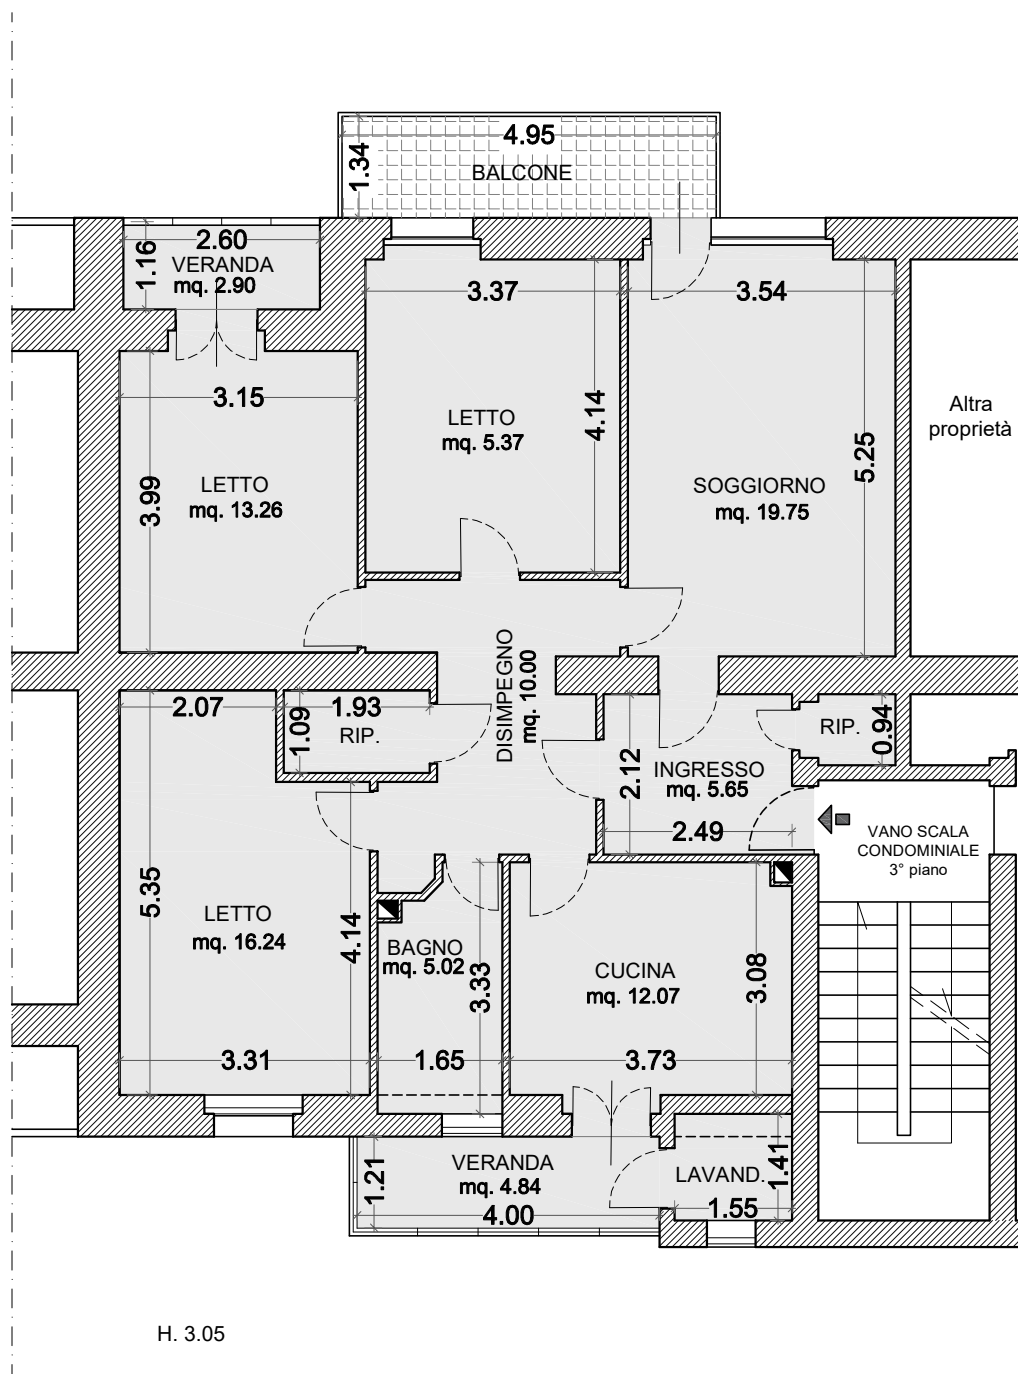 4.95
1.34
BALCONE
2.60
1.16
VERANDA
mq. 2.90
3.37
3.54
3.15
LETTO
mq. 5.37
4.14
Altra
proprietà
5.25
3.99
LETTO
mq. 13.26
SOGGIORNO
mq. 19.75
DISIMPEGNO
mq. 10.00
2.07
1.93
1.09
RIP.
RIP.
0.94
2.12
INGRESSO
mq. 5.65
2.49
VANO SCALA
CONDOMINIALE
3° piano
5.35
LETTO
mq. 16.24
4.14
BAGNO
mq. 5.02
3.33
CUCINA
mq. 12.07
3.08
3.31
1.65
3.73
VERANDA
mq. 4.84
1.21
4.00
LAVAND.
1.41
1.55
H. 3.05